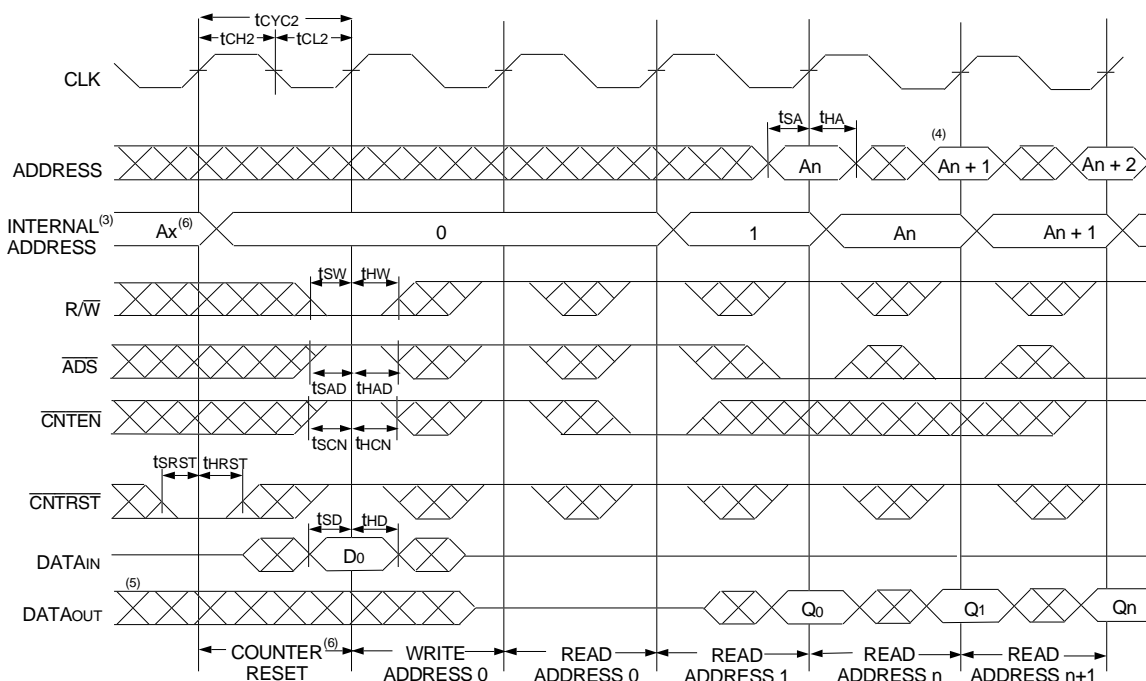 tCYC2
tCH2 tCL2
CLK
tSA tHA
(4)
ADDRESS An An + 1 An + 2
INTERNAL(3) ADDRESS Ax(6) 0 1 An An + 1
tSW tHW
R/W̅
A̅D̅S̅
tSAD tHAD
C̅N̅T̅E̅N̅
tSCN tHCN
tSRST tHRST
C̅N̅T̅R̅S̅T̅
tSD tHD
DATAIN D0
(5)
DATAOUT Q0 Q1 Qn
COUNTER(6) WRITE READ READ READ READ
RESET ADDRESS 0 ADDRESS 0 ADDRESS 1 ADDRESS n ADDRESS n+1